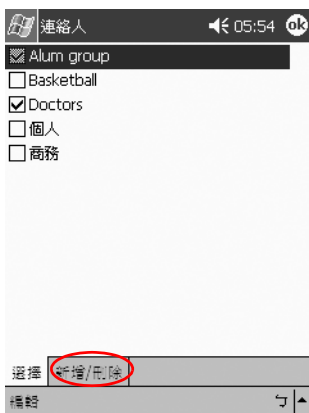 連絡人 05:54 ok
Alum group
Basketball
Doctors
個人
商務
選擇 新增/刪除
編輯 ㄅ